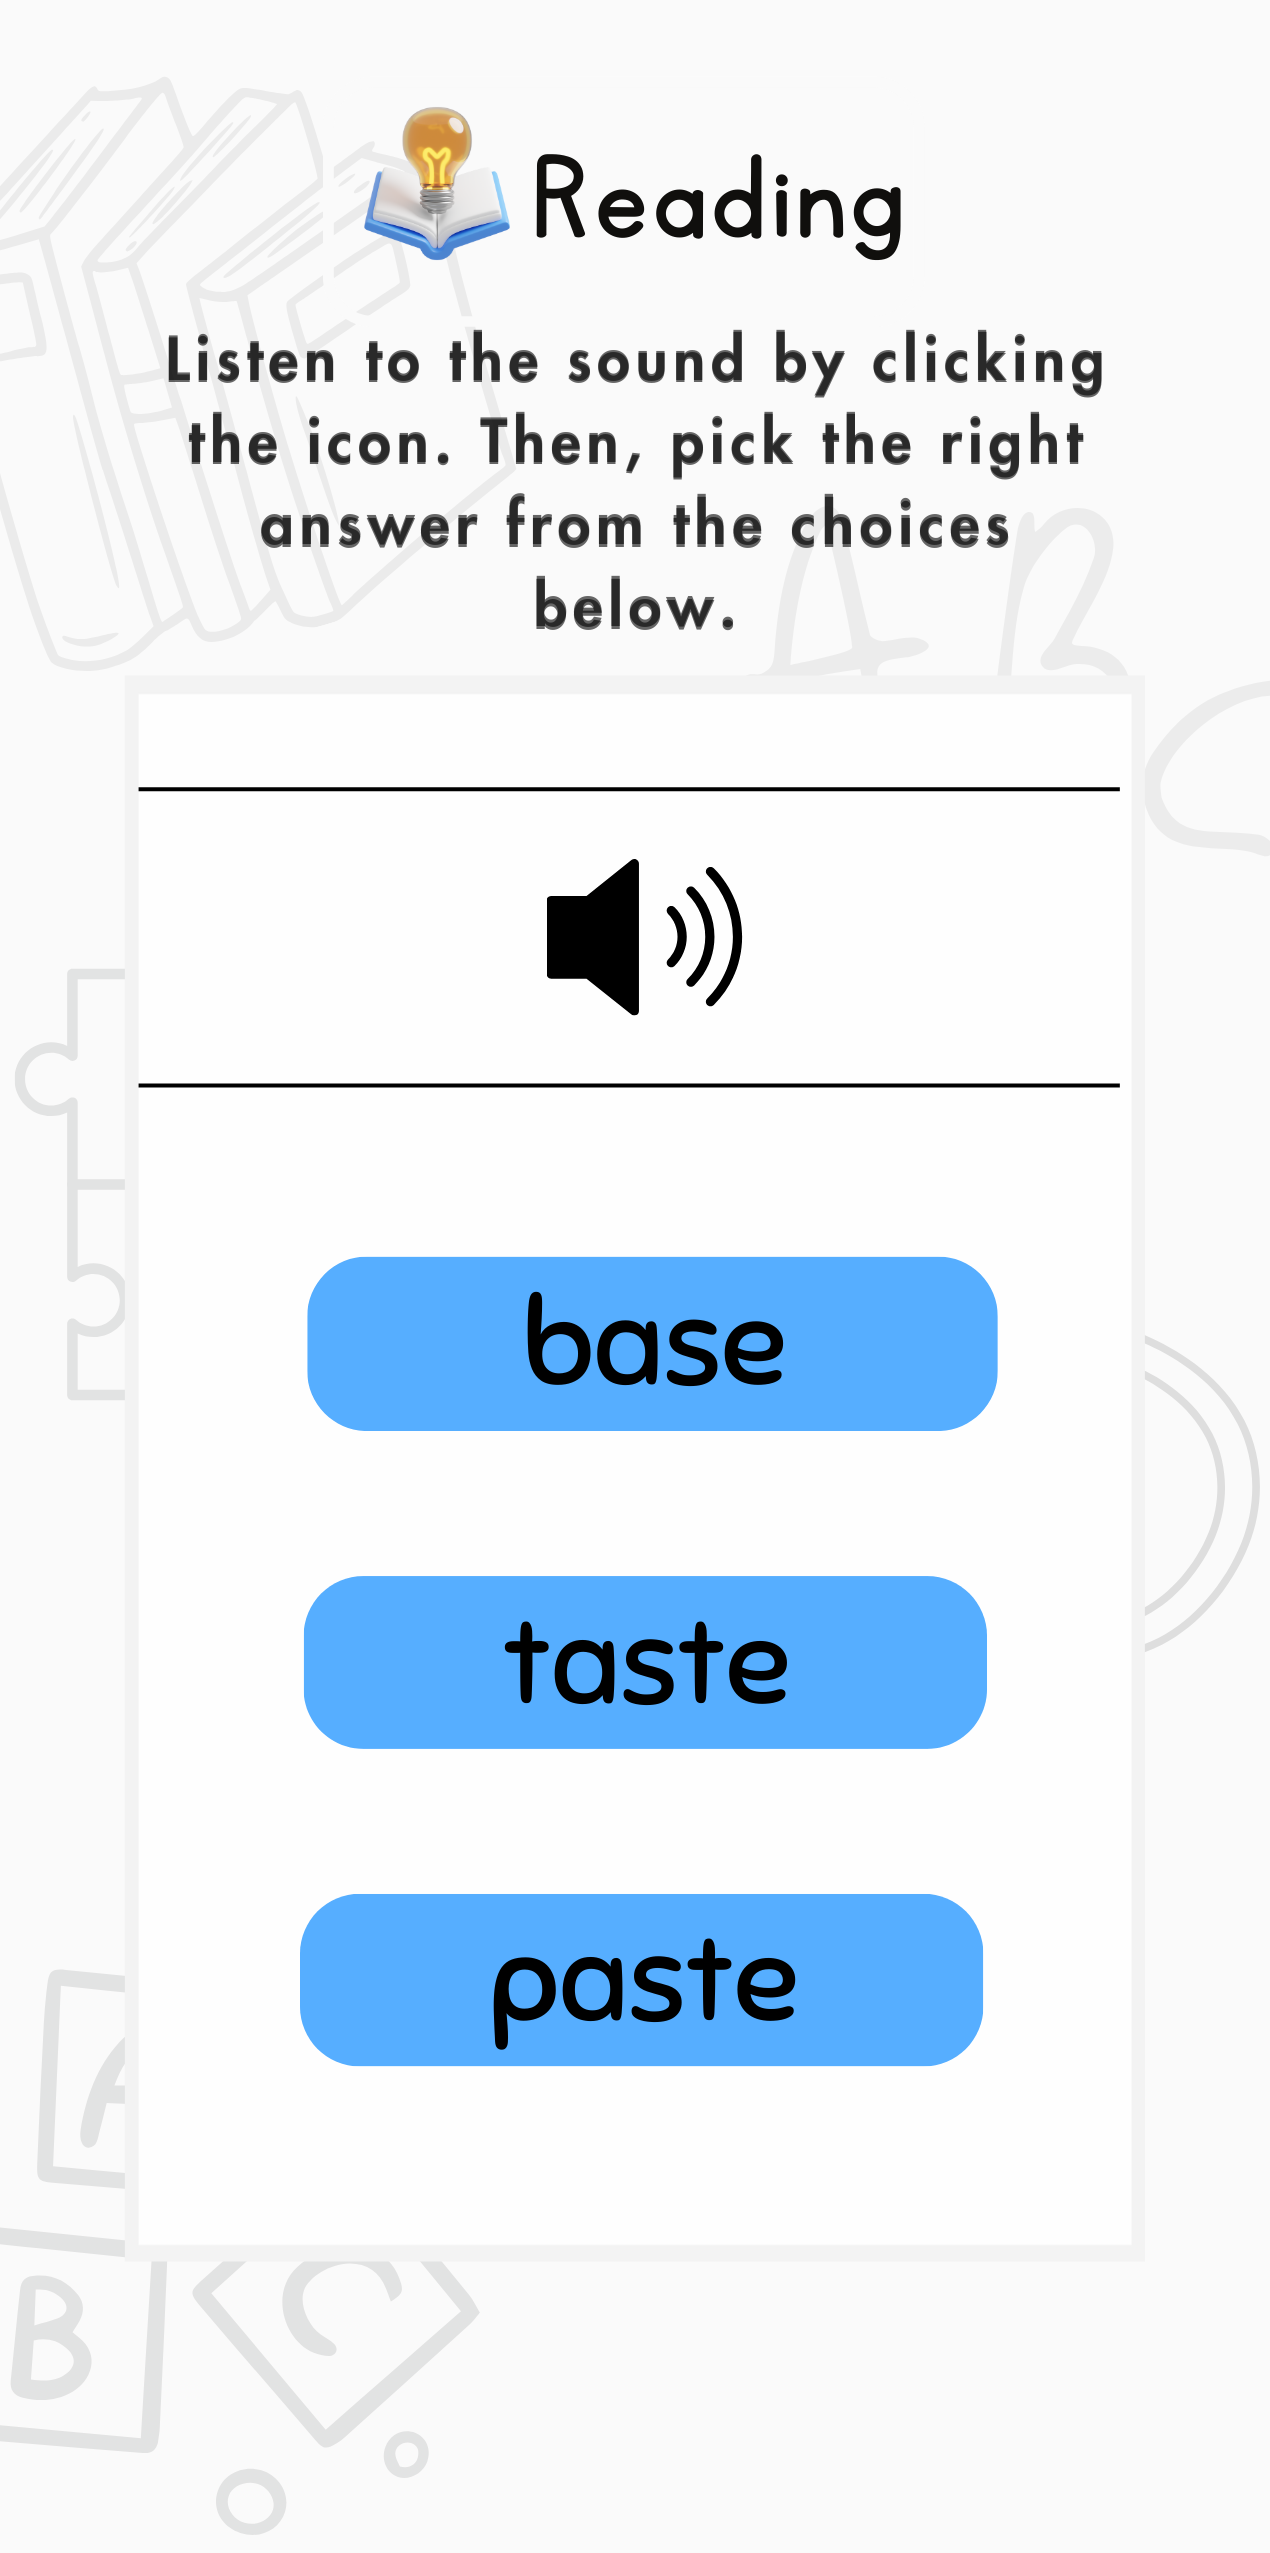 Reading
Listen to the sound by clicking
the icon. Then, pick the right
answer from the choices
below.
A B
base
taste
paste
A
B
C